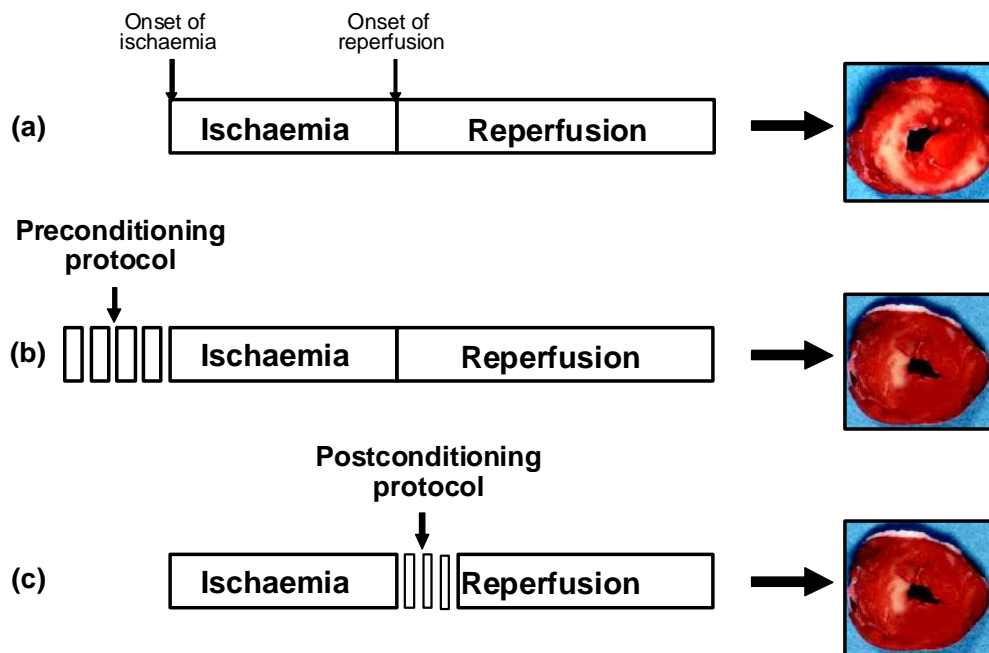 Onset of
ischaemia
Onset of
reperfusion
(a)
Ischaemia
Reperfusion
Preconditioning
protocol
(b)
Ischaemia
Reperfusion
Postconditioning
protocol
(c)
Ischaemia
Reperfusion